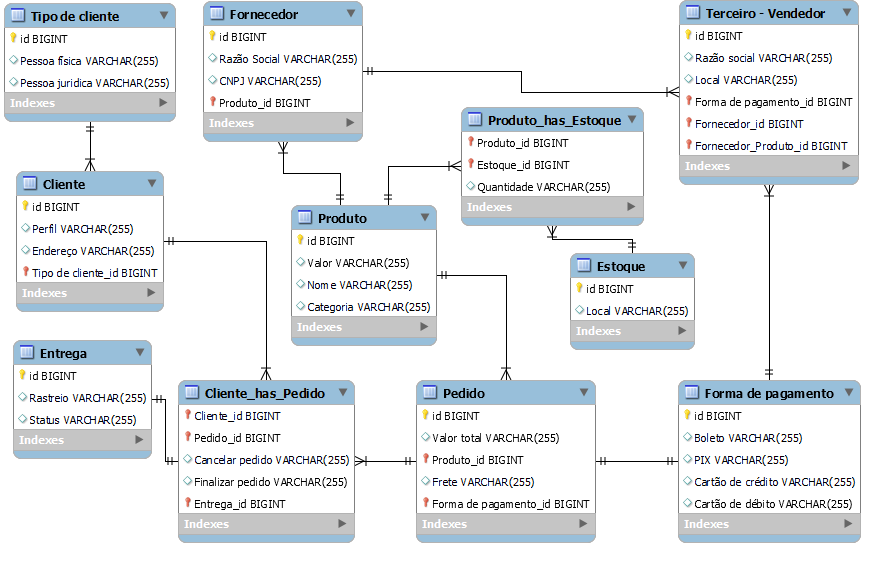 Tipo de cliente
id BIGINT
Pessoa física VARCHAR(255)
Pessoa juridica VARCHAR(255)
Indexes
Fornecedor
id BIGINT
Razão Social VARCHAR(255)
CNPJ VARCHAR(255)
Produto_id BIGINT
Indexes
Terceiro - Vendedor
id BIGINT
Razão social VARCHAR(255)
Local VARCHAR(255)
Forma de pagamento_id BIGINT
Fornecedor_id BIGINT
Fornecedor_Produto_id BIGINT
Indexes
Produto_has_Estoque
Produto_id BIGINT
Estoque_id BIGINT
Quantidade VARCHAR(255)
Indexes
Cliente
id BIGINT
Perfil VARCHAR(255)
Endereço VARCHAR(255)
Tipo de cliente_id BIGINT
Indexes
Produto
id BIGINT
Valor VARCHAR(255)
Nome VARCHAR(255)
Categoria VARCHAR(255)
Indexes
Estoque
id BIGINT
Local VARCHAR(255)
Indexes
Entrega
id BIGINT
Rastreio VARCHAR(255)
Status VARCHAR(255)
Indexes
Cliente_has_Pedido
Cliente_id BIGINT
Pedido_id BIGINT
Cancelar pedido VARCHAR(255)
Finalizar pedido VARCHAR(255)
Entrega_id BIGINT
Indexes
Pedido
id BIGINT
Valor total VARCHAR(255)
Produto_id BIGINT
Frete VARCHAR(255)
Forma de pagamento_id BIGINT
Indexes
Forma de pagamento
id BIGINT
Boleto VARCHAR(255)
PIX VARCHAR(255)
Cartão de crédito VARCHAR(255)
Cartão de débito VARCHAR(255)
Indexes